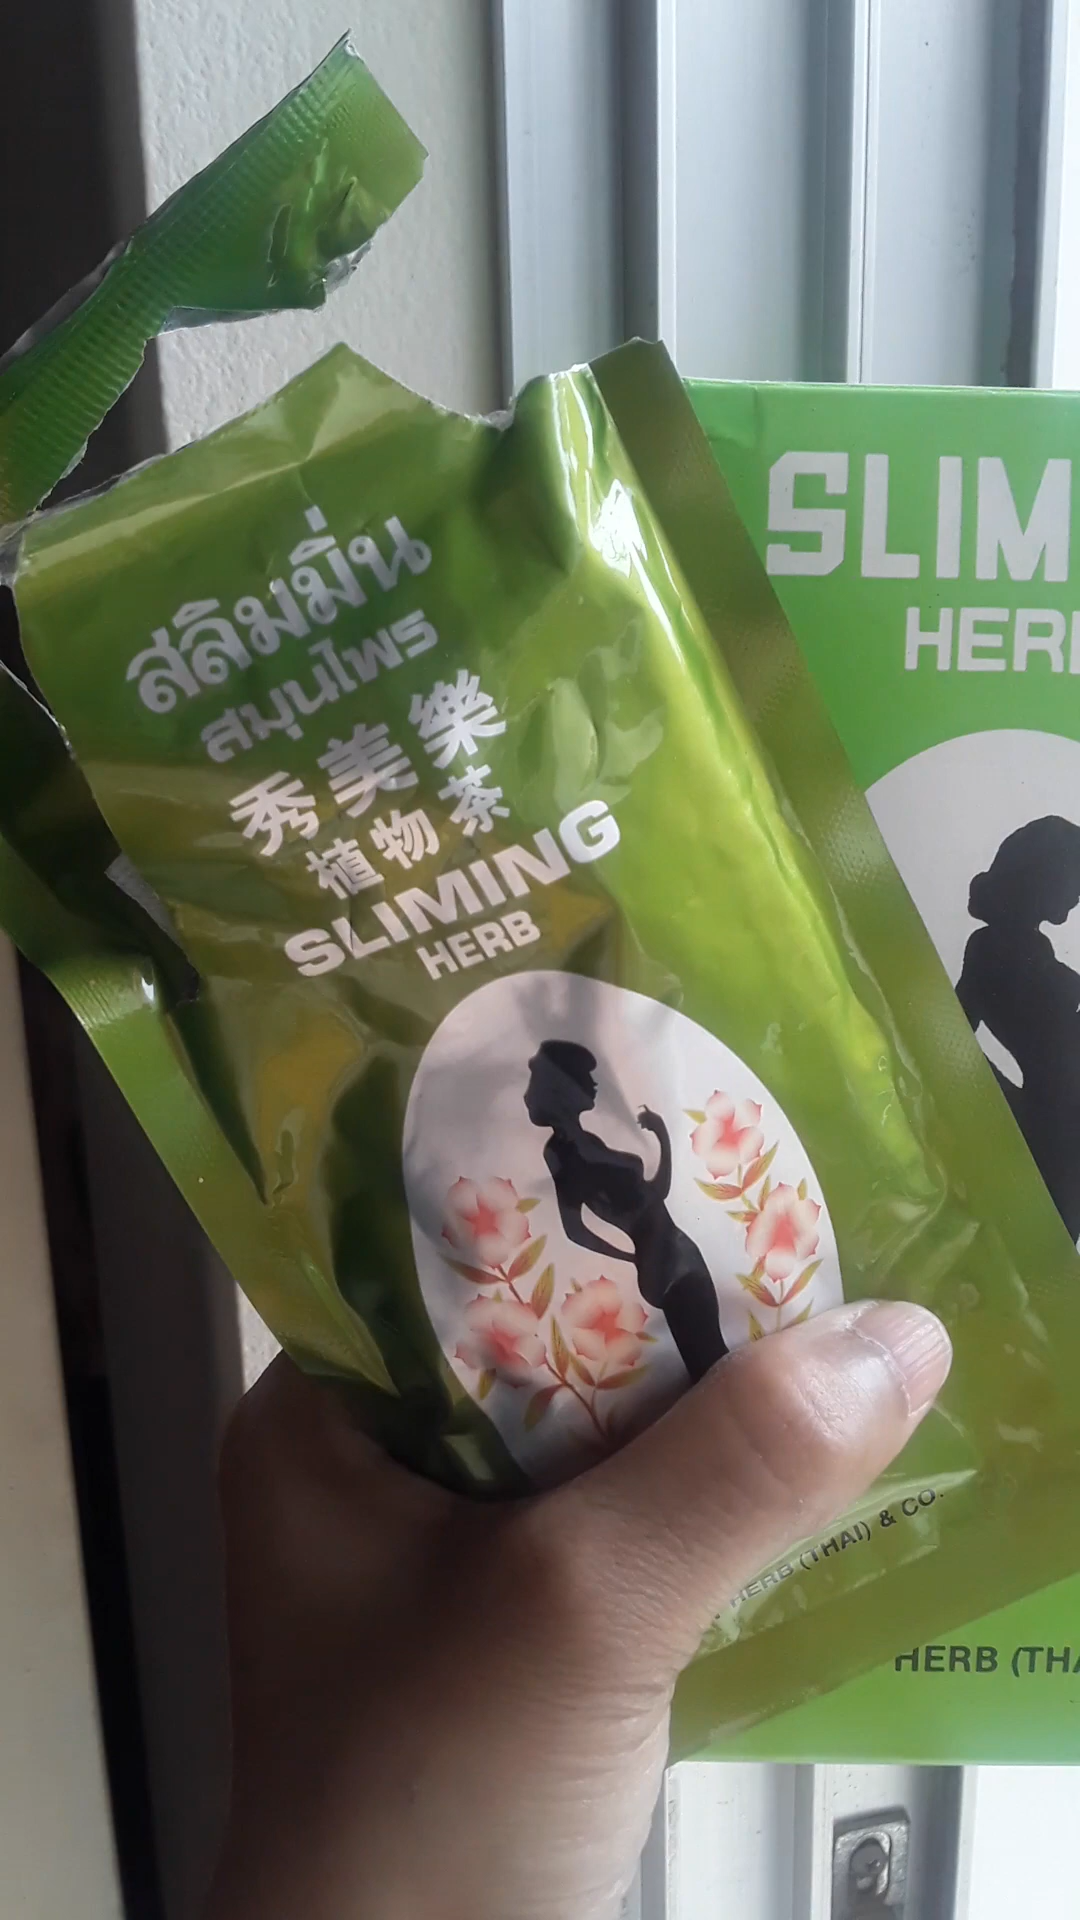 สลิมมิ่น
สมุนไพร
秀美樂
植物茶
SLIMING
HERB
HERB (THAI) & CO.
SLIM
HER
HERB (THA